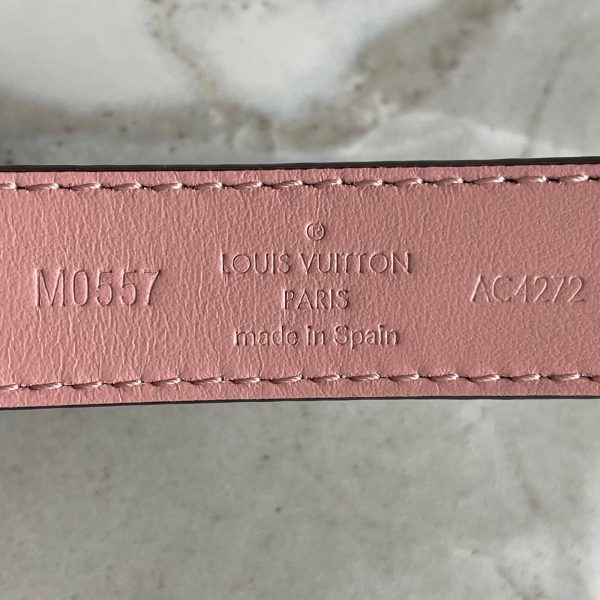 ®
LOUIS VUITTON
M0557
PARIS
AC4272
made in Spain